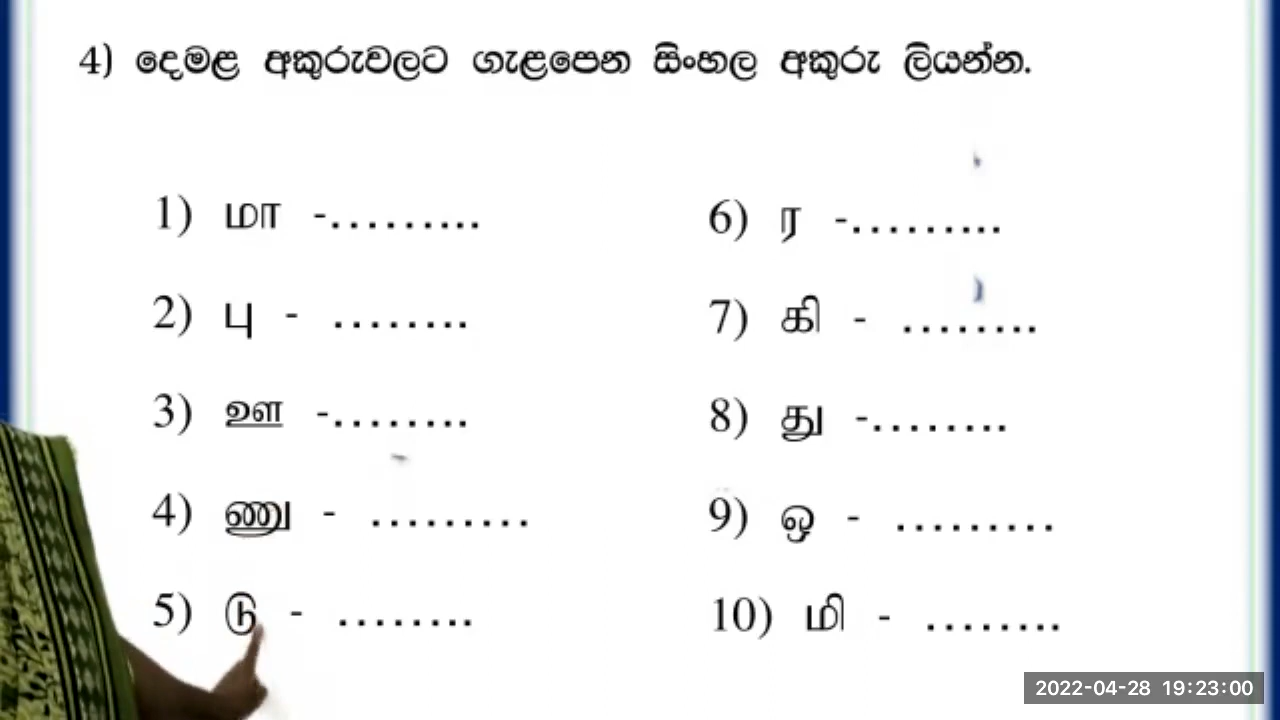 4) දෙමළ අකුරුවලට ගැළපෙන සිංහල අකුරු ලියන්න.
1) மா -.........
2) பு - ........
3) ஊ -........
4) ணு - .........
5) டு - ........
6) ர -.........
7) கி - ........
8) து -........
9) ஒ - .........
10) மி - ........
2022-04-28 19:23:00